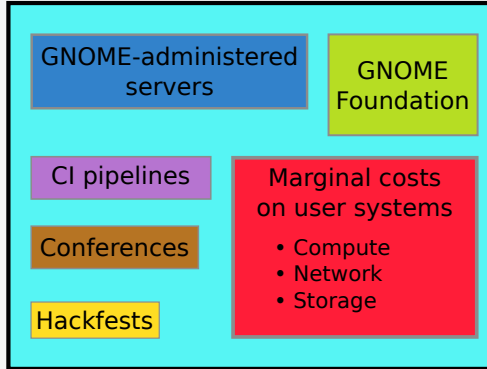 GNOME-administered
servers
GNOME
Foundation
CI pipelines
Marginal costs
on user systems
• Compute
• Network
• Storage
Conferences
Hackfests